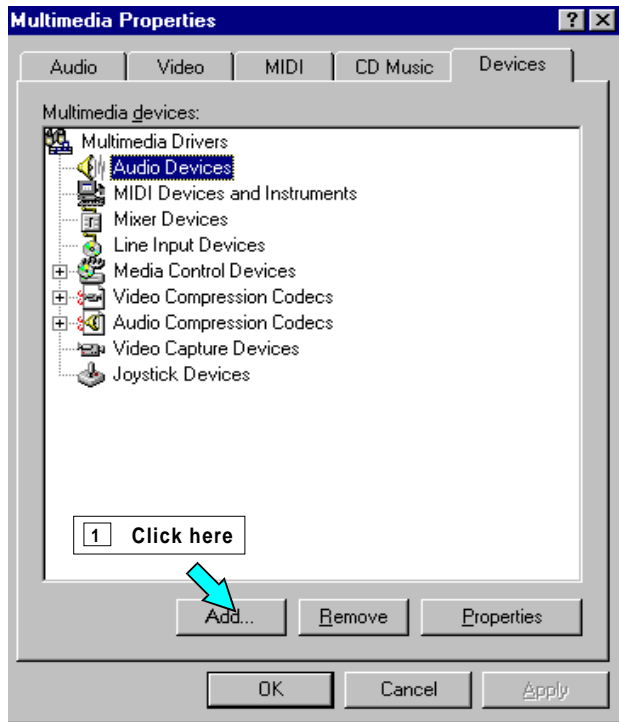 Multimedia Properties
Audio Video MIDI CD Music Devices
Multimedia devices:
Multimedia Drivers
Audio Devices
MIDI Devices and Instruments
Mixer Devices
Line Input Devices
Media Control Devices
Video Compression Codecs
Audio Compression Codecs
Video Capture Devices
Joystick Devices
1 Click here
Add... Remove Properties
OK Cancel Apply